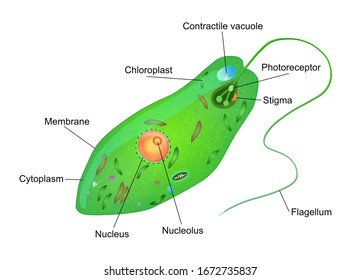 Contractile vacuole
Photoreceptor
Chloroplast
Stigma
Membrane
Cytoplasm
Flagellum
Nucleus
Nucleolus
shutterstock.com · 1672735837